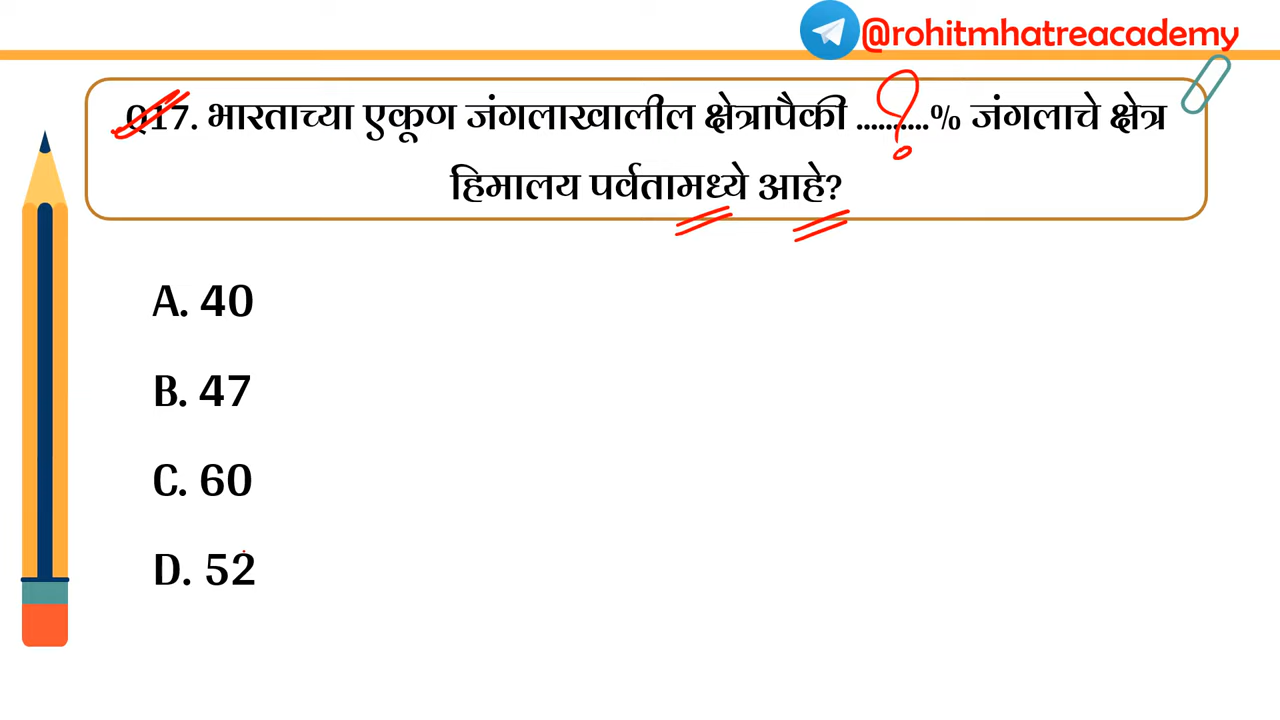 @rohitmhatreacademy
Q17. भारताच्या एकूण जंगलाखालील क्षेत्रापैकी ..........% जंगलाचे क्षेत्र
हिमालय पर्वतामध्ये आहे?
A. 40
B. 47
C. 60
D. 52